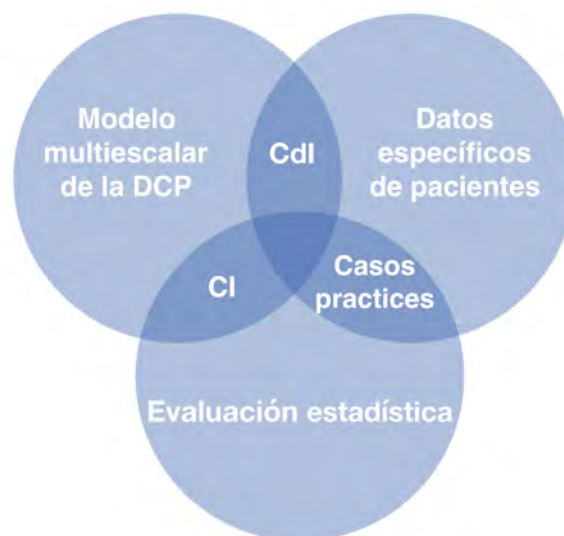 Modelo
multiescalar
de la DCP
CdI
Datos
específicos
de pacientes
CI
Casos
practices
Evaluación estadística